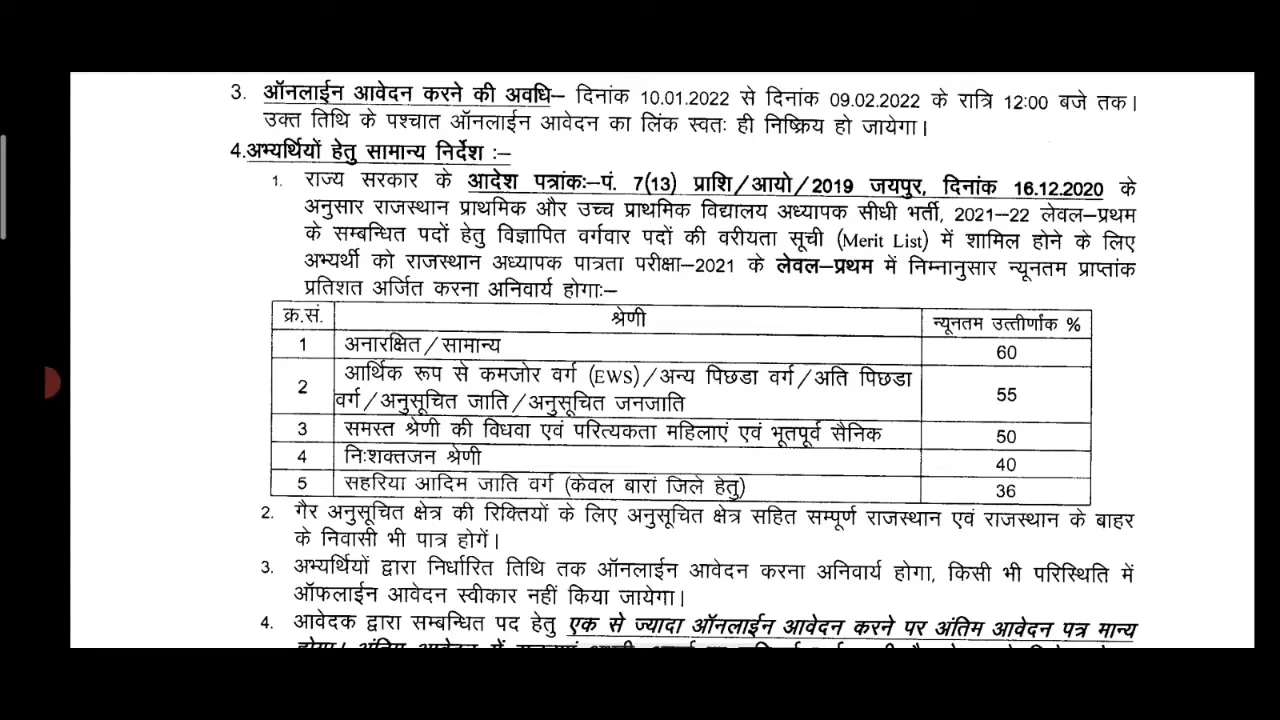 3. ऑनलाईन आवेदन करने की अवधि– दिनांक 10.01.2022 से दिनांक 09.02.2022 के रात्रि 12:00 बजे तक।
उक्त तिथि के पश्चात ऑनलाईन आवेदन का लिंक स्वतः ही निष्क्रिय हो जायेगा।
4.अभ्यर्थियों हेतु सामान्य निर्देश :–
1. राज्य सरकार के आदेश पत्रांकः–पं. 7(13) प्राशि/आयो/2019 जयपुर, दिनांक 16.12.2020 के
अनुसार राजस्थान प्राथमिक और उच्च प्राथमिक विद्यालय अध्यापक सीधी भर्ती, 2021–22 लेवल–प्रथम
के सम्बन्धित पदों हेतु विज्ञापित वर्गवार पदों की वरीयता सूची (Merit List) में शामिल होने के लिए
अभ्यर्थी को राजस्थान अध्यापक पात्रता परीक्षा–2021 के लेवल–प्रथम में निम्नानुसार न्यूनतम प्राप्तांक
प्रतिशत अर्जित करना अनिवार्य होगाः–
क्र.सं. श्रेणी न्यूनतम उत्तीर्णांक %
1 अनारक्षित/सामान्य 60
2 आर्थिक रूप से कमजोर वर्ग (EWS)/अन्य पिछडा वर्ग/अति पिछडा
वर्ग/अनुसूचित जाति/अनुसूचित जनजाति 55
3 समस्त श्रेणी की विधवा एवं परित्यकता महिलाएं एवं भूतपूर्व सैनिक 50
4 निःशक्तजन श्रेणी 40
5 सहरिया आदिम जाति वर्ग (केवल बारां जिले हेतु) 36
2. गैर अनुसूचित क्षेत्र की रिक्तियों के लिए अनुसूचित क्षेत्र सहित सम्पूर्ण राजस्थान एवं राजस्थान के बाहर
के निवासी भी पात्र होगें।
3. अभ्यर्थियों द्वारा निर्धारित तिथि तक ऑनलाईन आवेदन करना अनिवार्य होगा, किसी भी परिस्थिति में
ऑफलाईन आवेदन स्वीकार नहीं किया जायेगा।
4. आवेदक द्वारा सम्बन्धित पद हेतु एक से ज्यादा ऑनलाईन आवेदन करने पर अंतिम आवेदन पत्र मान्य
होगा। अंतिम आवेदन में